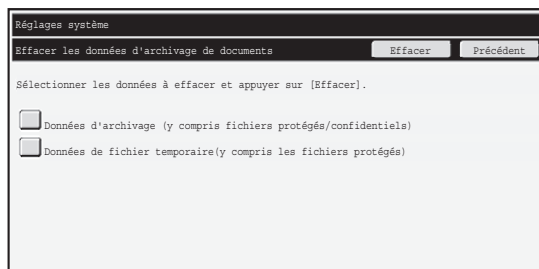 Réglages système
Effacer les données d'archivage de documents Effacer Précédent
Sélectionner les données à effacer et appuyer sur [Effacer].
Données d'archivage (y compris fichiers protégés/confidentiels)
Données de fichier temporaire(y compris les fichiers protégés)